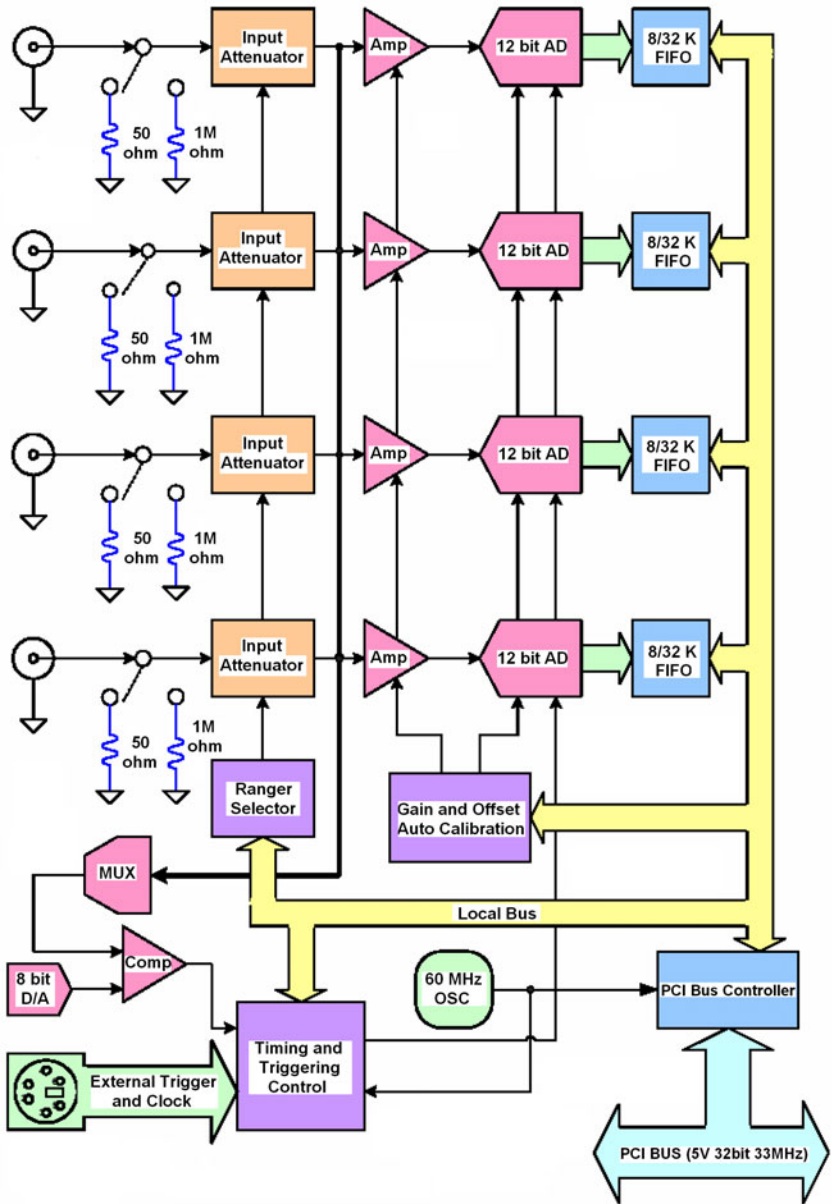 Input
Attenuator
Amp
12 bit AD
8/32 K
FIFO
50
ohm
1M
ohm
Input
Attenuator
Amp
12 bit AD
8/32 K
FIFO
50
ohm
1M
ohm
Input
Attenuator
Amp
12 bit AD
8/32 K
FIFO
50
ohm
1M
ohm
Input
Attenuator
Amp
12 bit AD
8/32 K
FIFO
50
ohm
1M
ohm
Ranger
Selector
Gain and Offset
Auto Calibration
MUX
Local Bus
Comp
8 bit
D/A
60 MHz
OSC
PCI Bus Controller
Timing and
Triggering
Control
External Trigger
and Clock
PCI BUS (5V 32bit 33MHz)